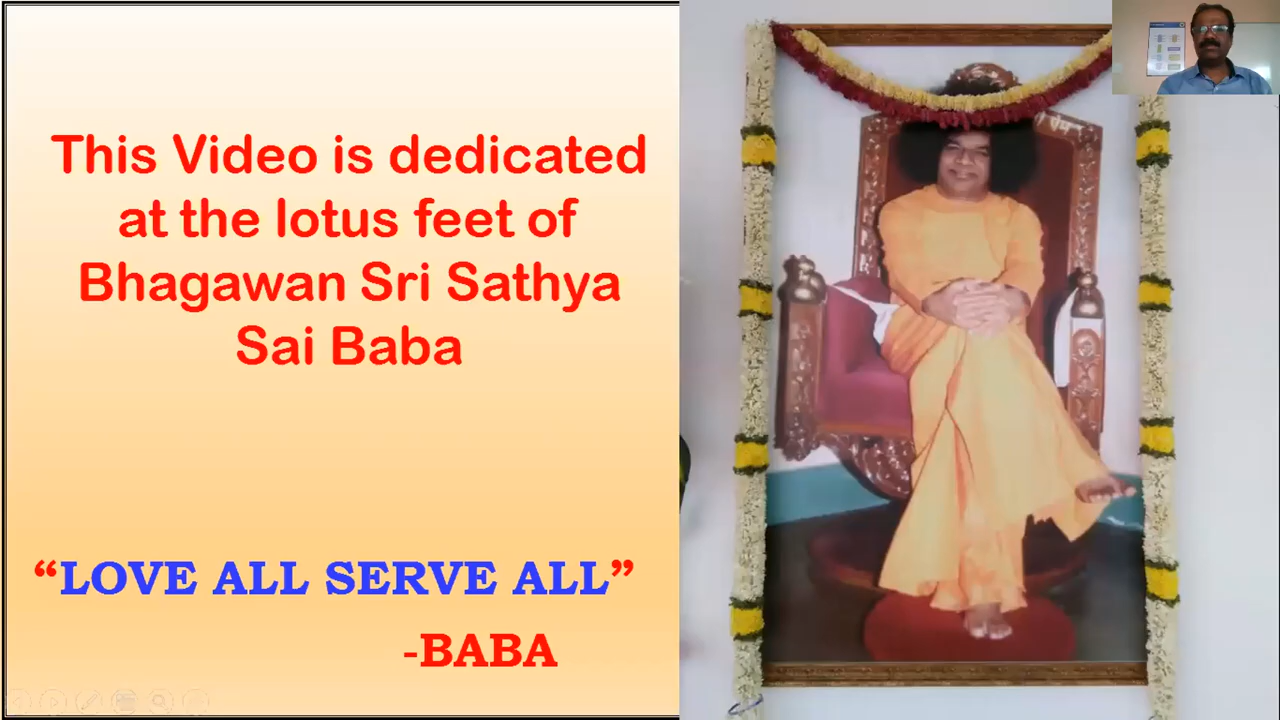 This Video is dedicated
at the lotus feet of
Bhagawan Sri Sathya
Sai Baba
“LOVE ALL SERVE ALL”
-BABA